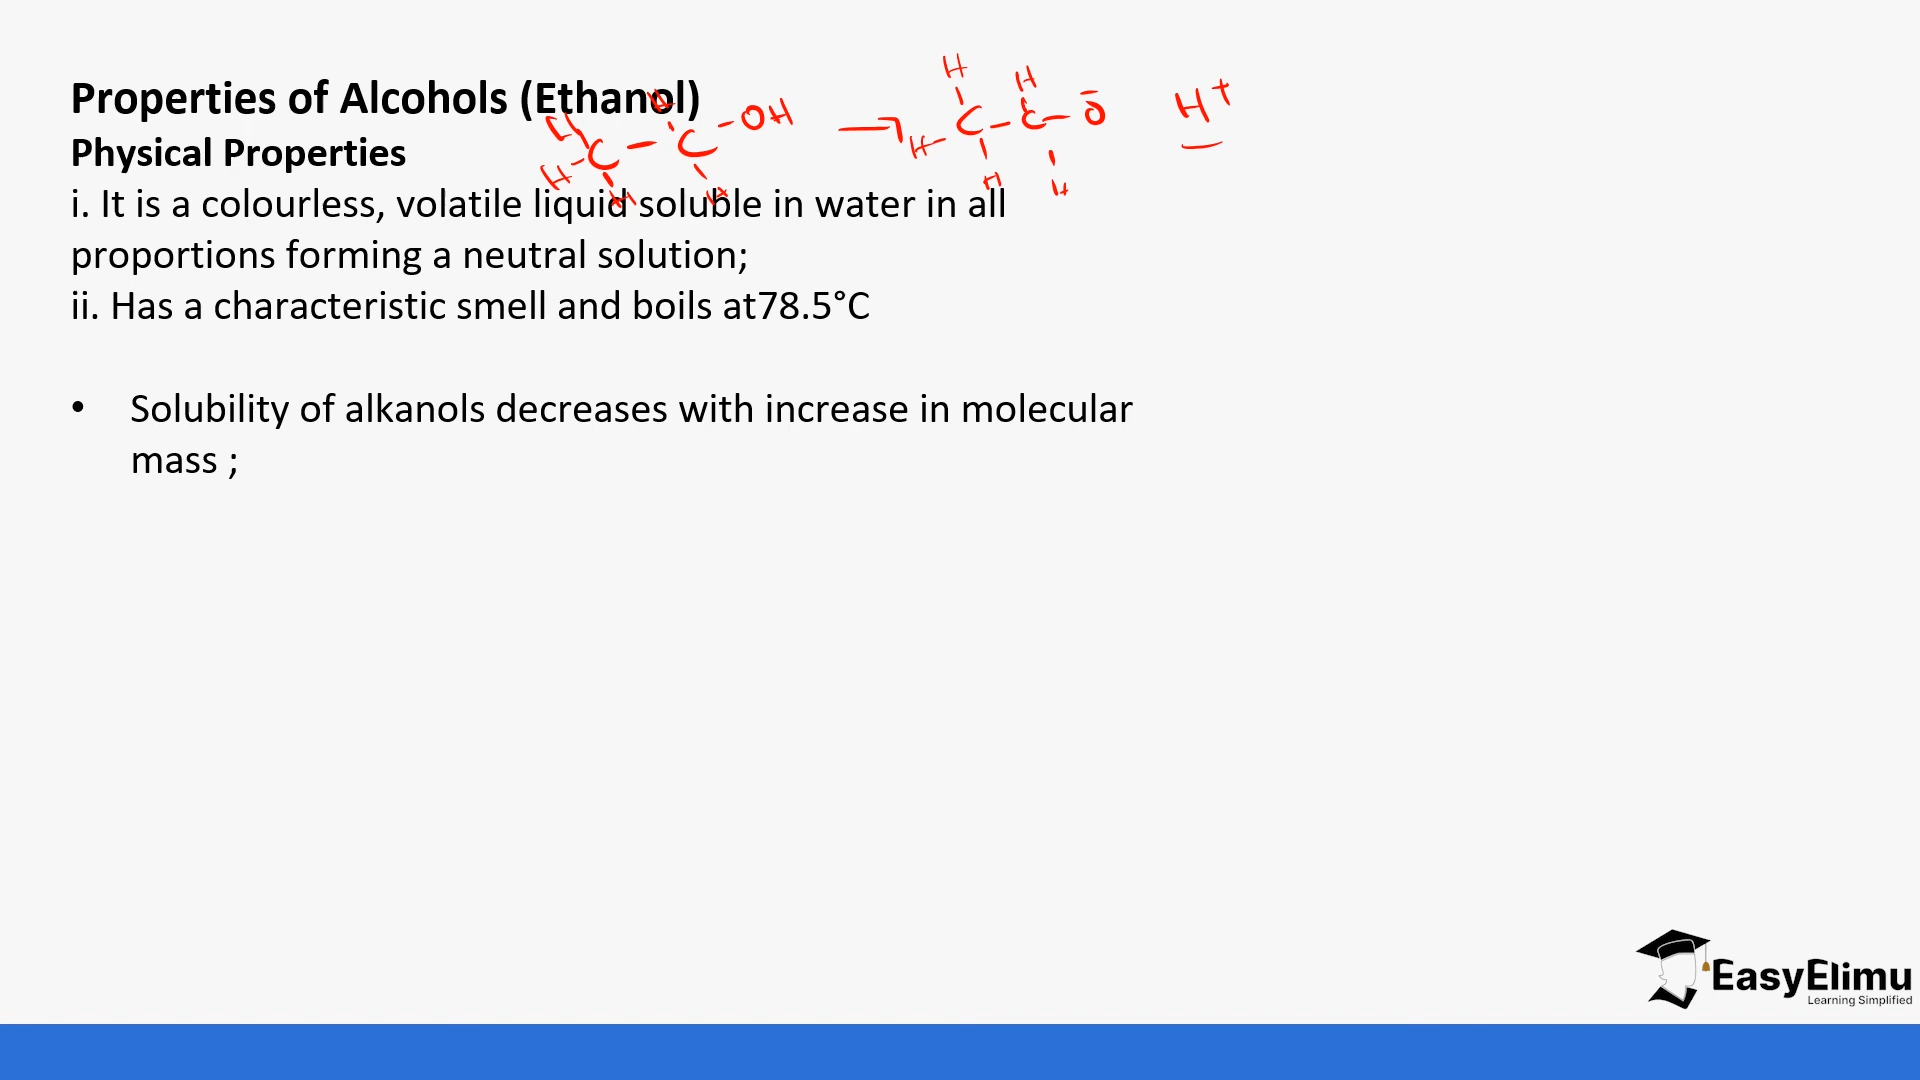 Properties of Alcohols (Ethanol)
Physical Properties
i. It is a colourless, volatile liquid soluble in water in all
proportions forming a neutral solution;
ii. Has a characteristic smell and boils at78.5°C
• Solubility of alkanols decreases with increase in molecular
mass ;
H H
H - C - C - OH → H - C - C - Ō H⁺
H H
H H
H H
EasyElimu
Learning Simplified